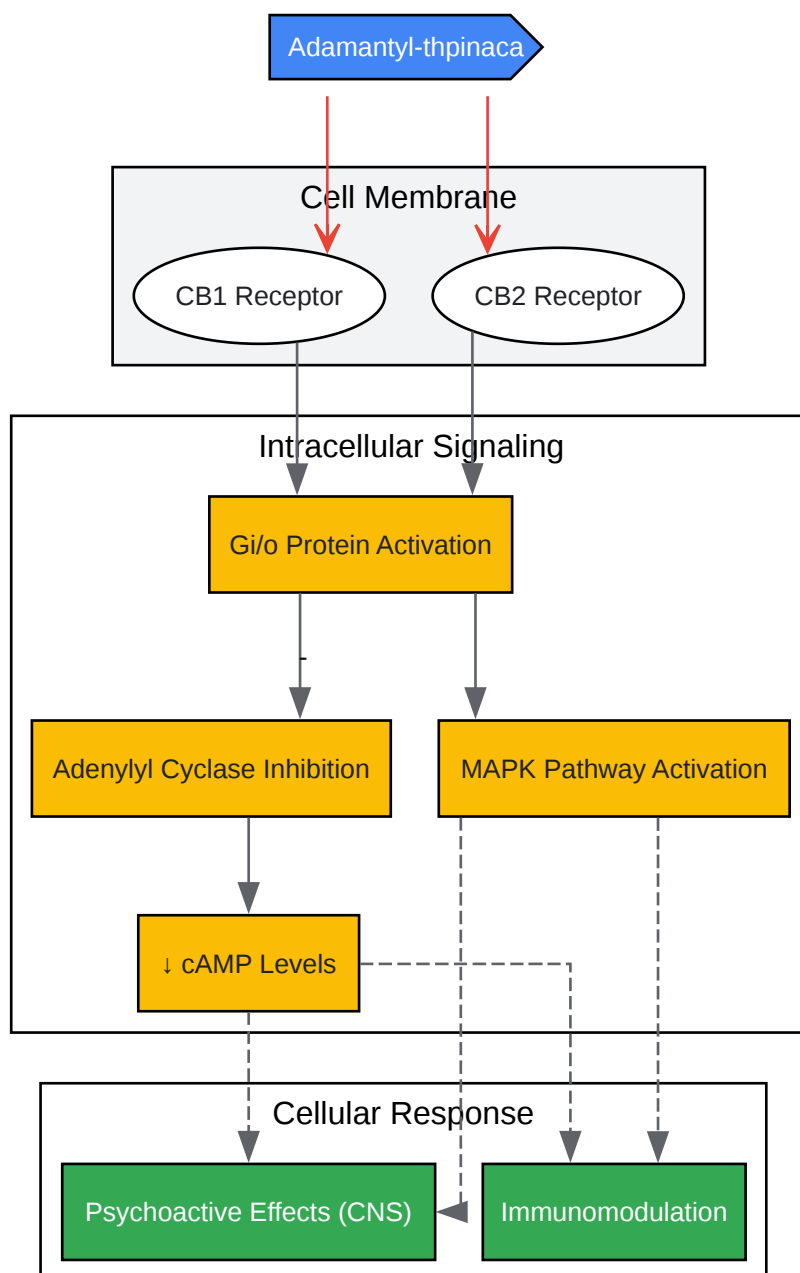 Adamantyl-thpinaca
Cell Membrane
CB1 Receptor
CB2 Receptor
Intracellular Signaling
Gi/o Protein Activation
-
Adenylyl Cyclase Inhibition
MAPK Pathway Activation
↓ cAMP Levels
Cellular Response
Psychoactive Effects (CNS)
Immunomodulation